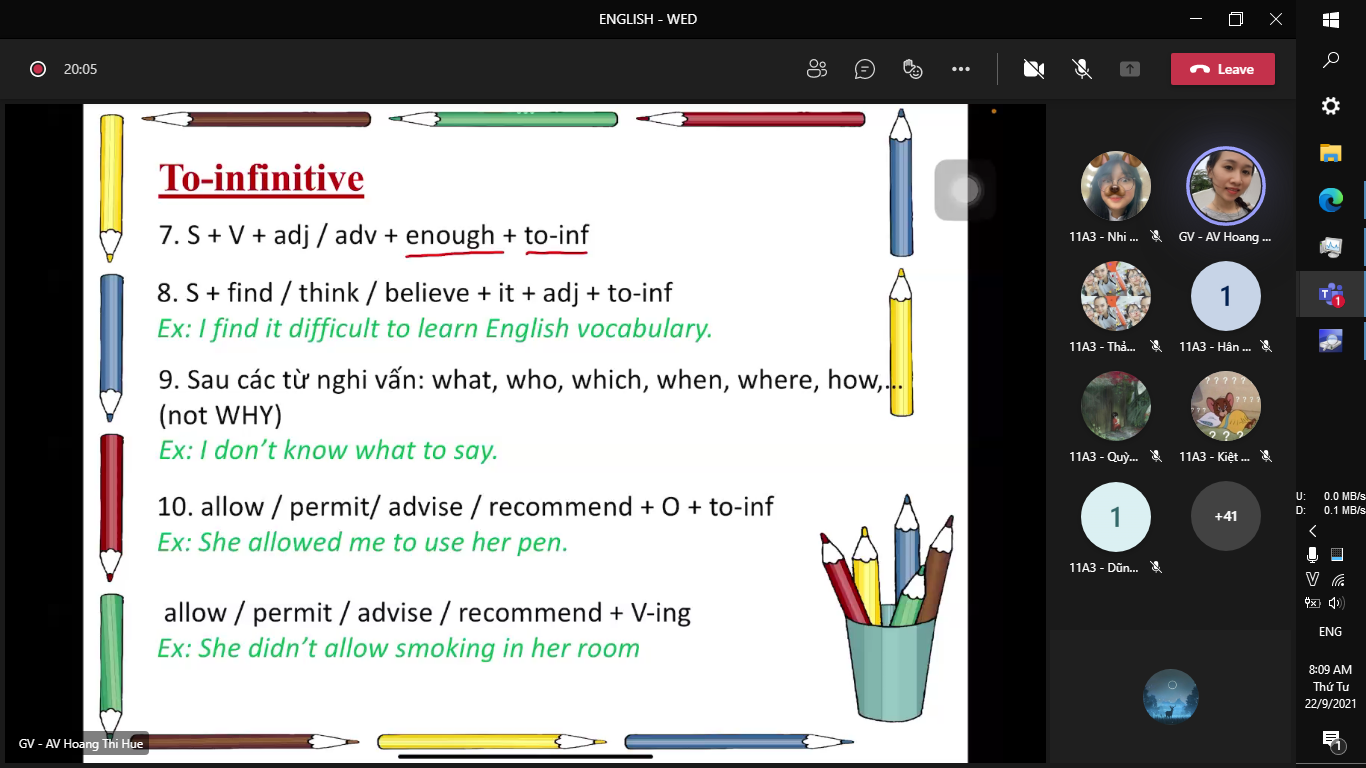 ENGLISH - WED
20:05
Leave
To-infinitive
7. S + V + adj / adv + enough + to-inf
8. S + find / think / believe + it + adj + to-inf
Ex: I find it difficult to learn English vocabulary.
9. Sau các từ nghi vấn: what, who, which, when, where, how,...
(not WHY)
Ex: I don't know what to say.
10. allow / permit/ advise / recommend + O + to-inf
Ex: She allowed me to use her pen.
allow / permit / advise / recommend + V-ing
Ex: She didn't allow smoking in her room
GV - AV Hoang Thi Hue
11A3 - Nhi ...
GV - AV Hoang ...
11A3 - Thả...
1
11A3 - Hân ...
11A3 - Quỳ...
? ? ? ? ?
? ? ?
11A3 - Kiệt ...
1
11A3 - Dũn...
+41
1
U: 0.0 MB/s
D: 0.1 MB/s
ENG
8:09 AM
Thứ Tư
22/9/2021
1